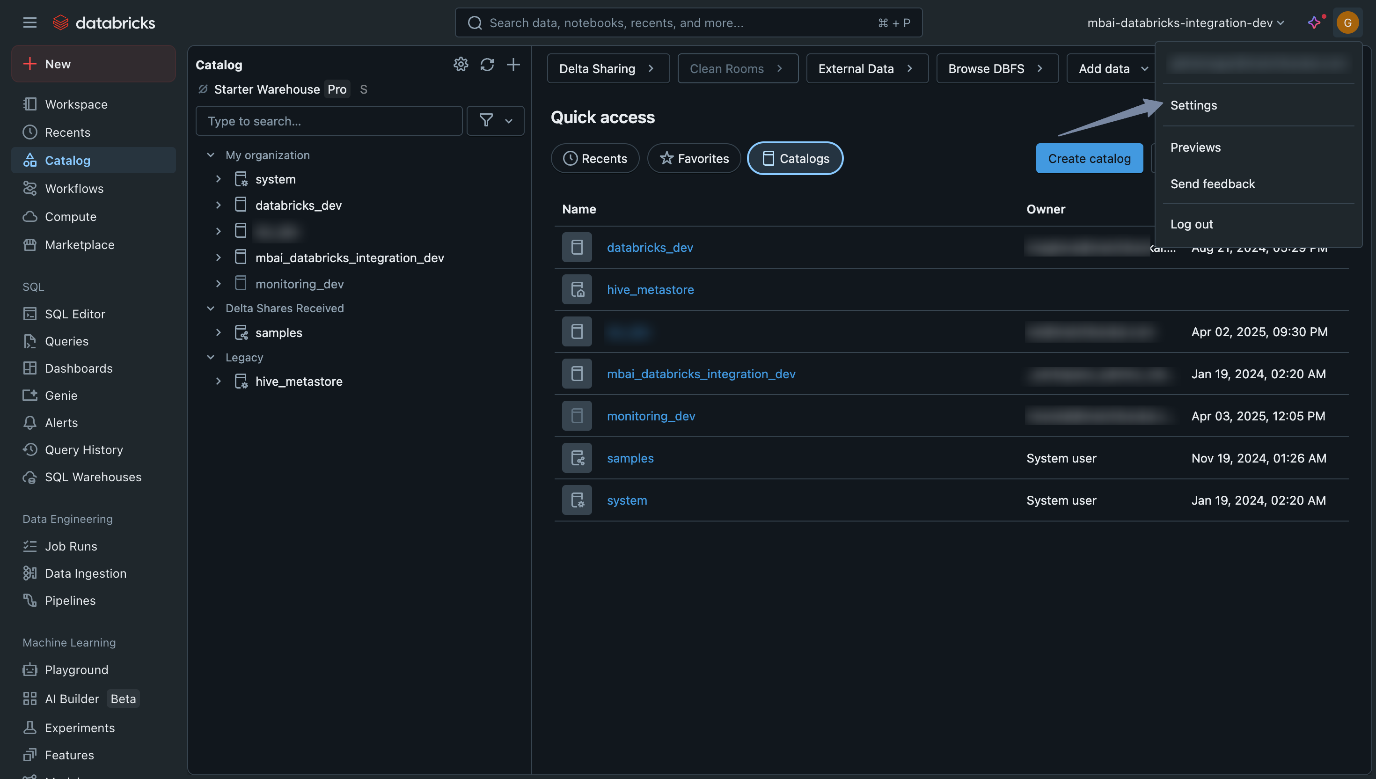 databricks
Search data, notebooks, recents, and more...
⌘ + P
mbai-databricks-integration-dev
G
New
Workspace
Recents
Catalog
Workflows
Compute
Marketplace
SQL
SQL Editor
Queries
Dashboards
Genie
Alerts
Query History
SQL Warehouses
Data Engineering
Job Runs
Data Ingestion
Pipelines
Machine Learning
Playground
AI Builder Beta
Experiments
Features
Catalog
Starter Warehouse Pro S
Type to search...
My organization
system
databricks_dev
mbai_databricks_integration_dev
monitoring_dev
Delta Shares Received
samples
Legacy
hive_metastore
Delta Sharing
Clean Rooms
External Data
Browse DBFS
Add data
Quick access
Recents
Favorites
Catalogs
Create catalog
Name Owner
databricks_dev Aug 21, 2024, 05:29 PM
hive_metastore
Apr 02, 2025, 09:30 PM
mbai_databricks_integration_dev Jan 19, 2024, 02:20 AM
monitoring_dev Apr 03, 2025, 12:05 PM
samples System user Nov 19, 2024, 01:26 AM
system System user Jan 19, 2024, 02:20 AM
Settings
Previews
Send feedback
Log out